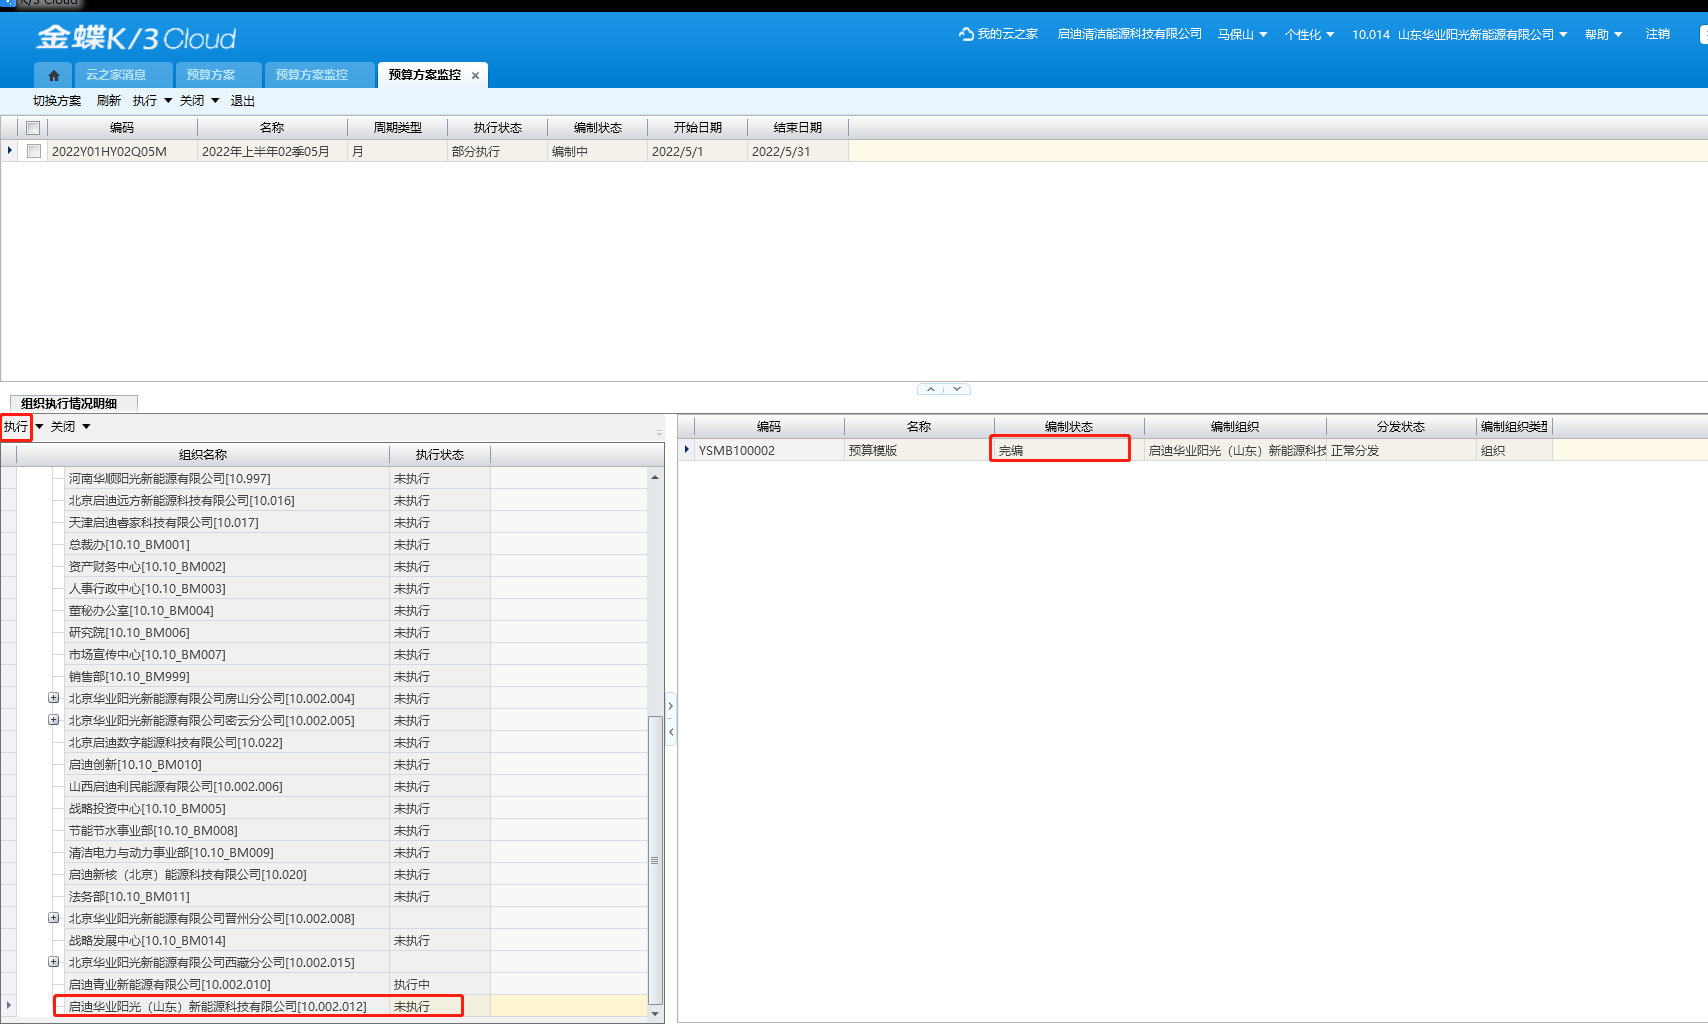 K/3 Cloud
金蝶K/3 Cloud
我的云之家 启迪清洁能源科技有限公司 马保山 个性化 10.014 山东华业阳光新能源有限公司 帮助 注销
云之家消息 预算方案 预算方案监控 预算方案监控 ×
切换方案 刷新 执行 关闭 退出
编码 名称 周期类型 执行状态 编制状态 开始日期 结束日期
2022Y01HY02Q05M 2022年上半年02季05月 月 部分执行 编制中 2022/5/1 2022/5/31
组织执行情况明细
执行 关闭
组织名称 执行状态
河南华顺阳光新能源有限公司[10.997] 未执行
北京启迪远方新能源科技有限公司[10.016] 未执行
天津启迪睿家科技有限公司[10.017] 未执行
总裁办[10.10_BM001] 未执行
资产财务中心[10.10_BM002] 未执行
人事行政中心[10.10_BM003] 未执行
董秘办公室[10.10_BM004] 未执行
研究院[10.10_BM006] 未执行
市场宣传中心[10.10_BM007] 未执行
销售部[10.10_BM999] 未执行
北京华业阳光新能源有限公司房山分公司[10.002.004] 未执行
北京华业阳光新能源有限公司密云分公司[10.002.005] 未执行
北京启迪数字能源科技有限公司[10.022] 未执行
启迪创新[10.10_BM010] 未执行
山西启迪利民能源有限公司[10.002.006] 未执行
战略投资中心[10.10_BM005] 未执行
节能节水事业部[10.10_BM008] 未执行
清洁电力与动力事业部[10.10_BM009] 未执行
启迪新核（北京）能源科技有限公司[10.020] 未执行
法务部[10.10_BM011] 未执行
北京华业阳光新能源有限公司晋州分公司[10.002.008]
战略发展中心[10.10_BM014] 未执行
北京华业阳光新能源有限公司西藏分公司[10.002.015]
启迪青业新能源有限公司[10.002.010] 执行中
启迪华业阳光（山东）新能源科技有限公司[10.002.012] 未执行
编码 名称 编制状态 编制组织 分发状态 编制组织类型
YSMB100002 预算模版 完编 启迪华业阳光（山东）新能源科技 正常分发 组织